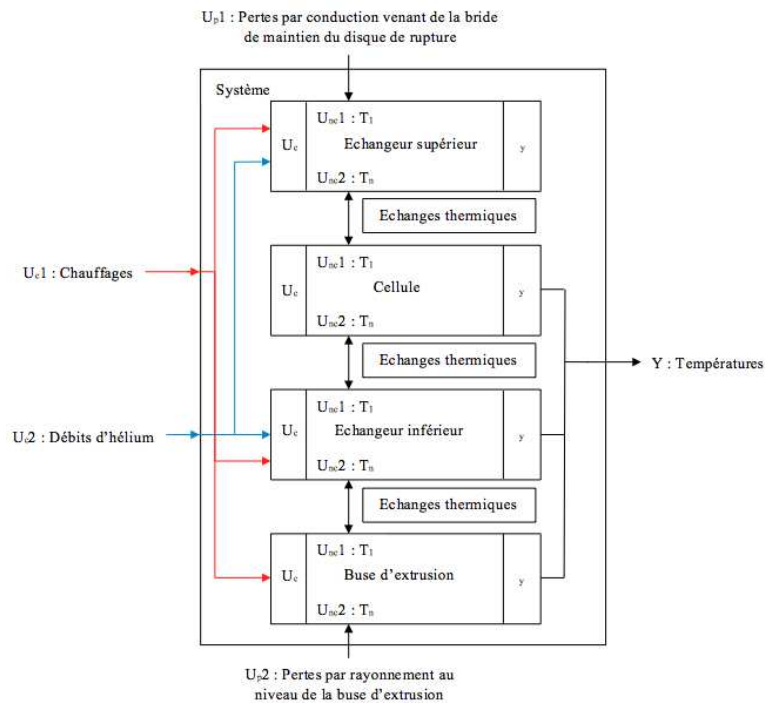 Up1 : Pertes par conduction venant de la bride
de maintien du disque de rupture
Système
Unc1 : T1
Uc
Echangeur supérieur
y
Unc2 : Tn
Echanges thermiques
Unc1 : T1
Uc1 : Chauffages
Uc
Cellule
y
Unc2 : Tn
Echanges thermiques
Y : Températures
Unc1 : T1
Uc2 : Débits d'hélium
Uc
Echangeur inférieur
y
Unc2 : Tn
Echanges thermiques
Unc1 : T1
Uc
Buse d'extrusion
y
Unc2 : Tn
Up2 : Pertes par rayonnement au
niveau de la buse d'extrusion